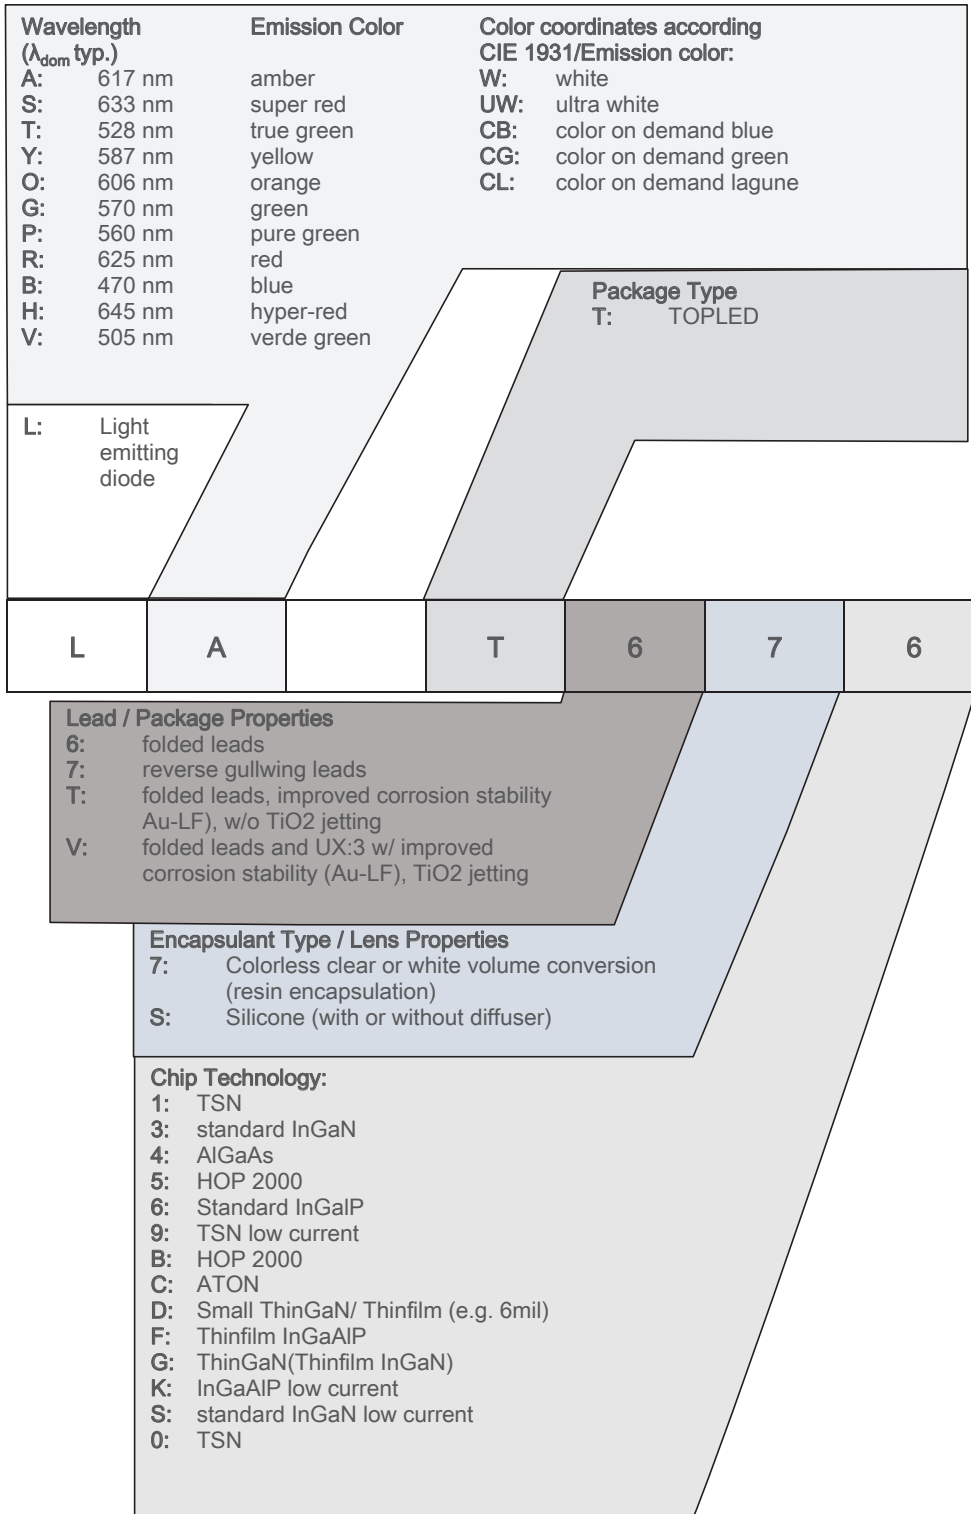 Wavelength Emission Color Color coordinates according
(λdom typ.) CIE 1931/Emission color:
A: 617 nm amber W: white
S: 633 nm super red UW: ultra white
T: 528 nm true green CB: color on demand blue
Y: 587 nm yellow CG: color on demand green
O: 606 nm orange CL: color on demand lagune
G: 570 nm green
P: 560 nm pure green
R: 625 nm red
B: 470 nm blue
H: 645 nm hyper-red
V: 505 nm verde green
Package Type
T: TOPLED
L: Light
emitting
diode
L A T 6 7 6
Lead / Package Properties
6: folded leads
7: reverse gullwing leads
T: folded leads, improved corrosion stability
Au-LF), w/o TiO2 jetting
V: folded leads and UX:3 w/ improved
corrosion stability (Au-LF), TiO2 jetting
Encapsulant Type / Lens Properties
7: Colorless clear or white volume conversion
(resin encapsulation)
S: Silicone (with or without diffuser)
Chip Technology:
1: TSN
3: standard InGaN
4: AlGaAs
5: HOP 2000
6: Standard InGalP
9: TSN low current
B: HOP 2000
C: ATON
D: Small ThinGaN/ Thinfilm (e.g. 6mil)
F: Thinfilm InGaAlP
G: ThinGaN(Thinfilm InGaN)
K: InGaAlP low current
S: standard InGaN low current
0: TSN